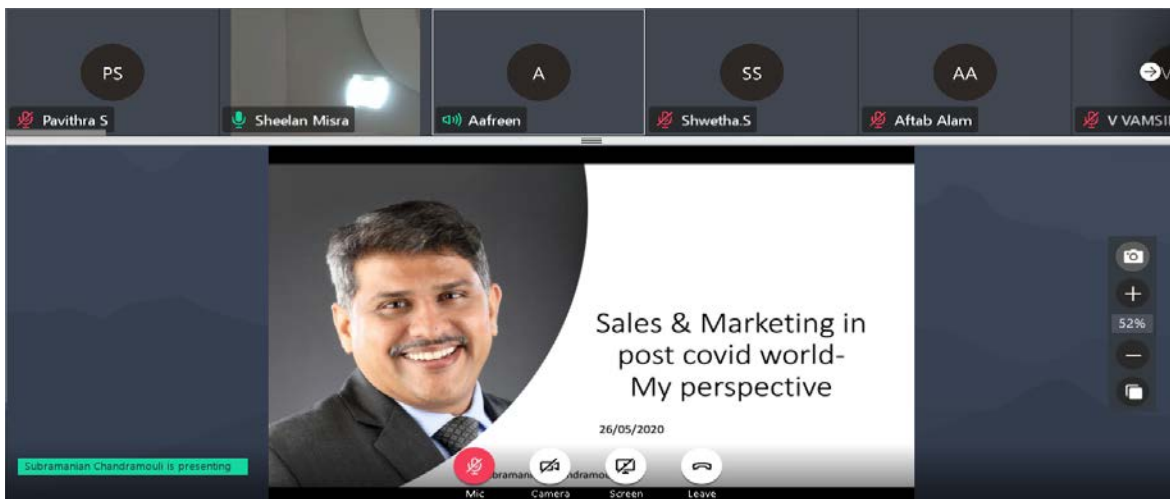 PS
A
SS
AA
Pavithra S
Sheelan Misra
Aafreen
Shwetha.S
Aftab Alam
Sales & Marketing in
post covid world-
My perspective
26/05/2020
52%
Subramanian Chandramouli is presenting
Mic
Camera
Screen
Leave